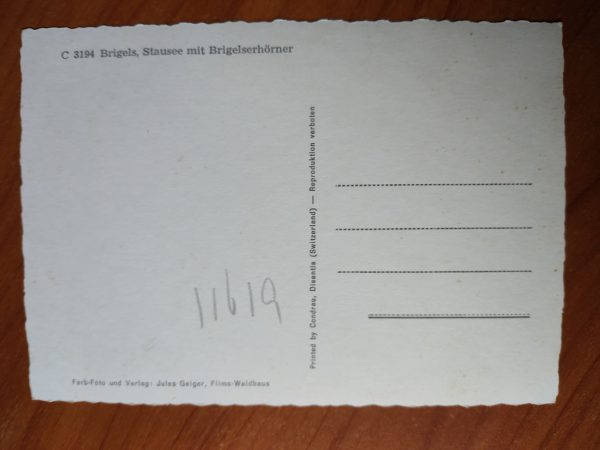 C 3194 Brigels, Stausee mit Brigelserhörner
Printed by Condrau, Disentis (Switzerland) — Reproduktion verboten
11619
Farb-Foto und Verlag: Jules Geiger, Flims-Waldhaus